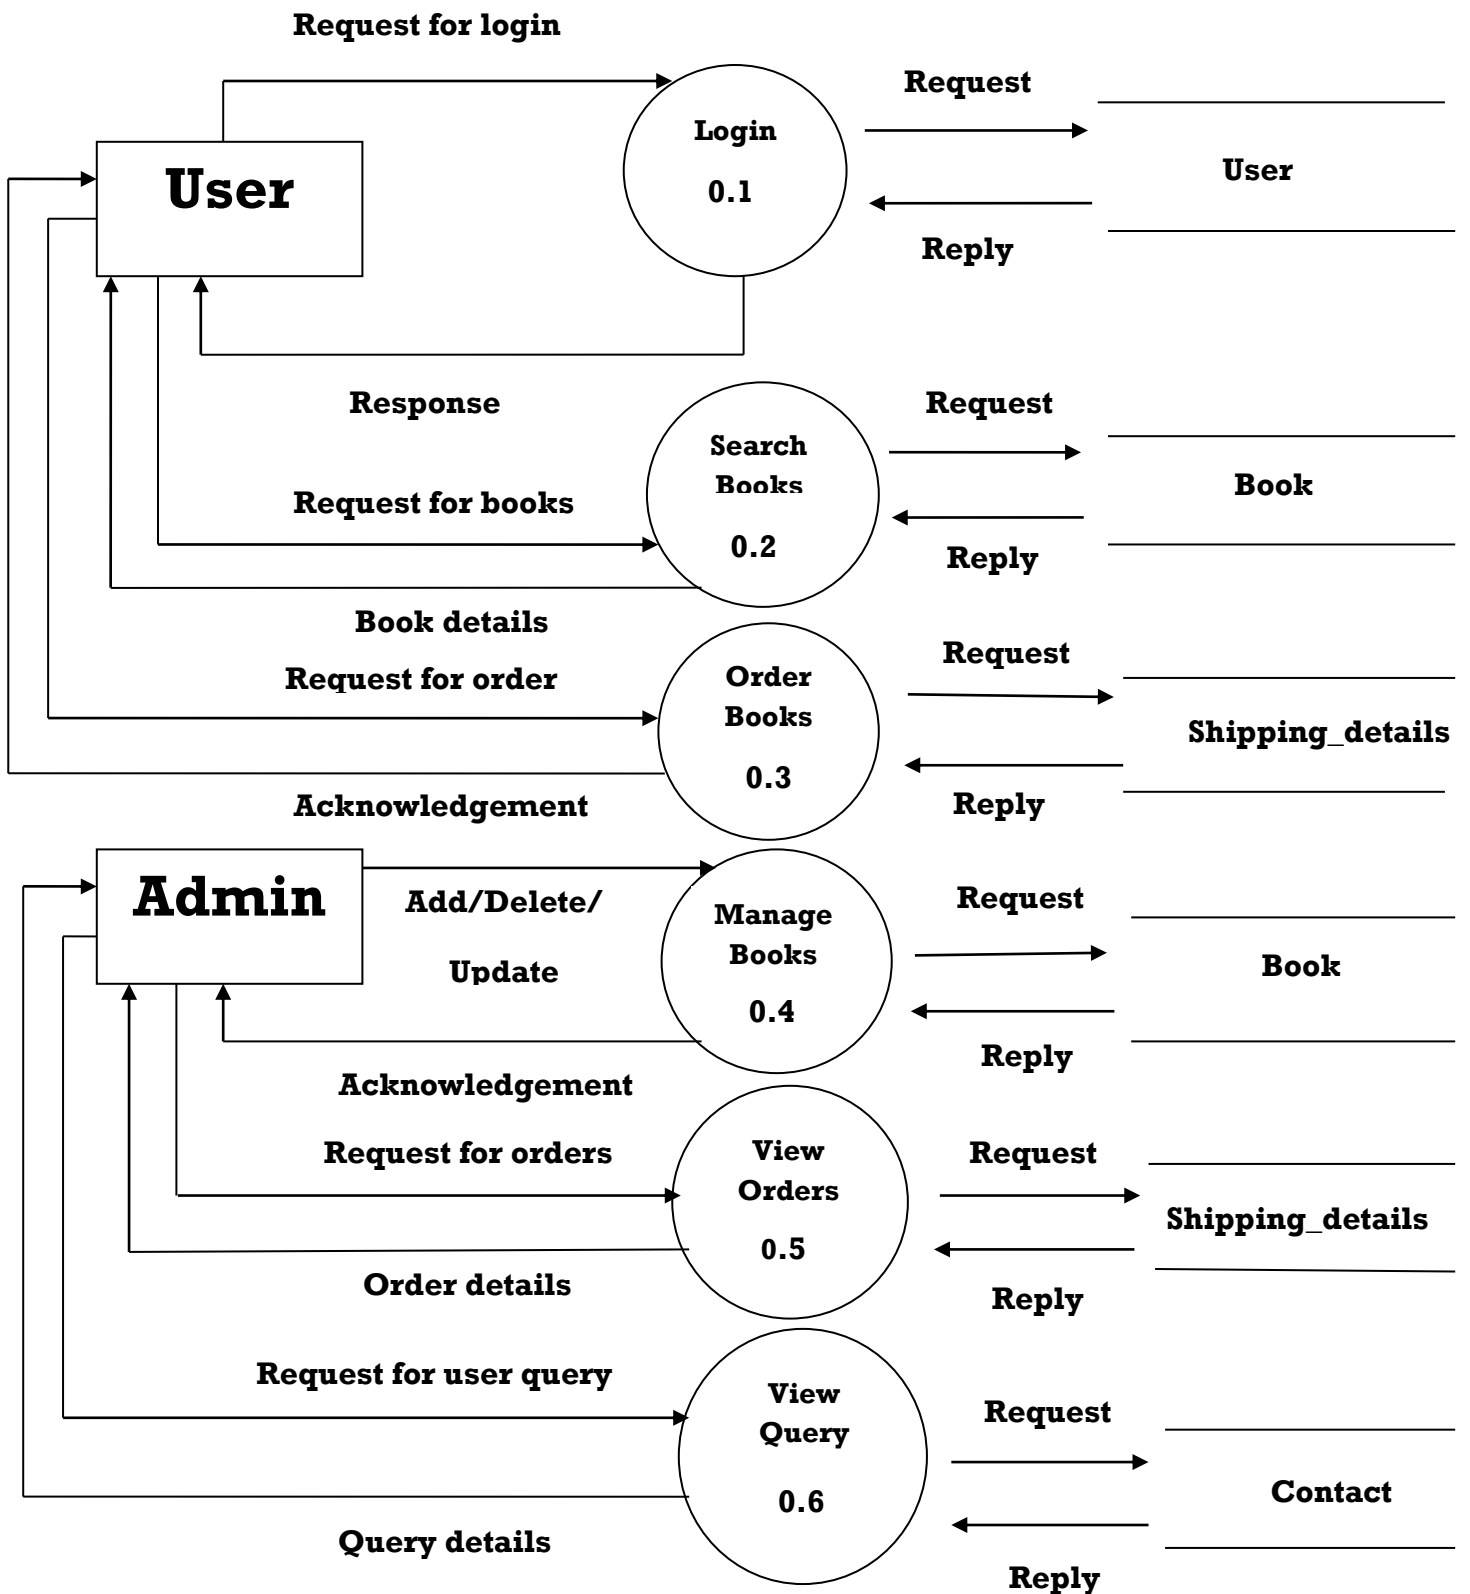 Request for login
Request
Login
User
User
0.1
Reply
Response
Request
Search
Books
Book
Request for books
0.2
Reply
Book details
Request
Request for order
Order
Books
Shipping_details
0.3
Acknowledgement
Reply
Admin
Add/Delete/
Request
Manage
Books
Update
Book
0.4
Reply
Acknowledgement
Request for orders
View
Request
Orders
Shipping_details
0.5
Order details
Reply
Request for user query
View
Request
Query
Contact
0.6
Query details
Reply